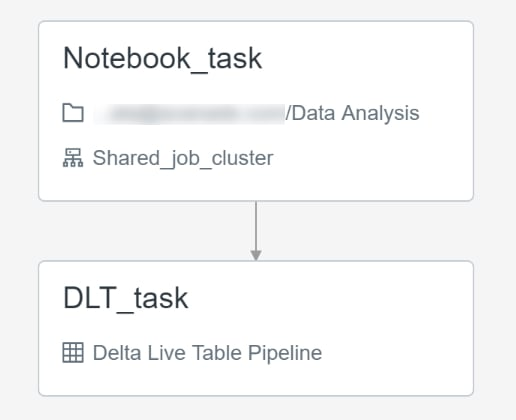 Notebook_task
/Data Analysis
Shared_job_cluster
DLT_task
Delta Live Table Pipeline